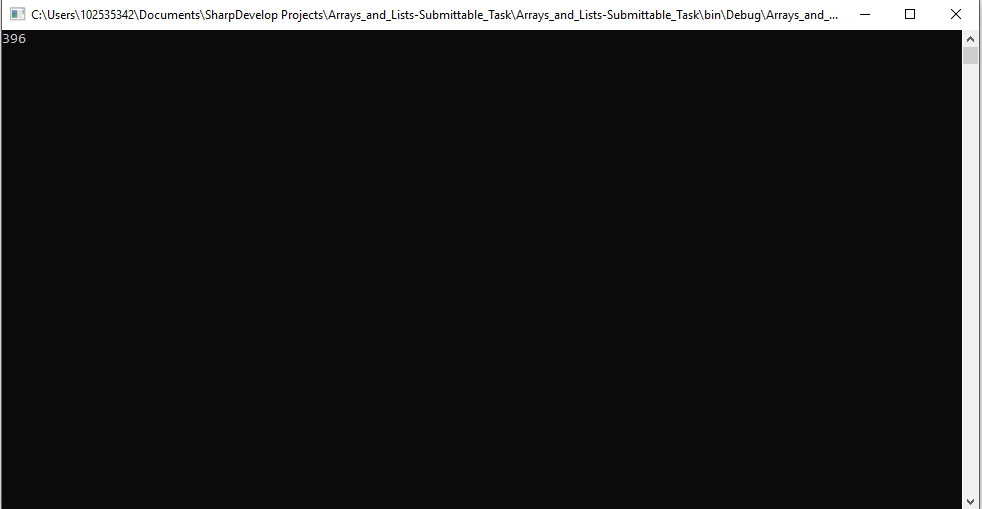 C:\Users\102535342\Documents\SharpDevelop Projects\Arrays_and_Lists-Submittable_Task\Arrays_and_Lists-Submittable_Task\bin\Debug\Arrays_and_...
396